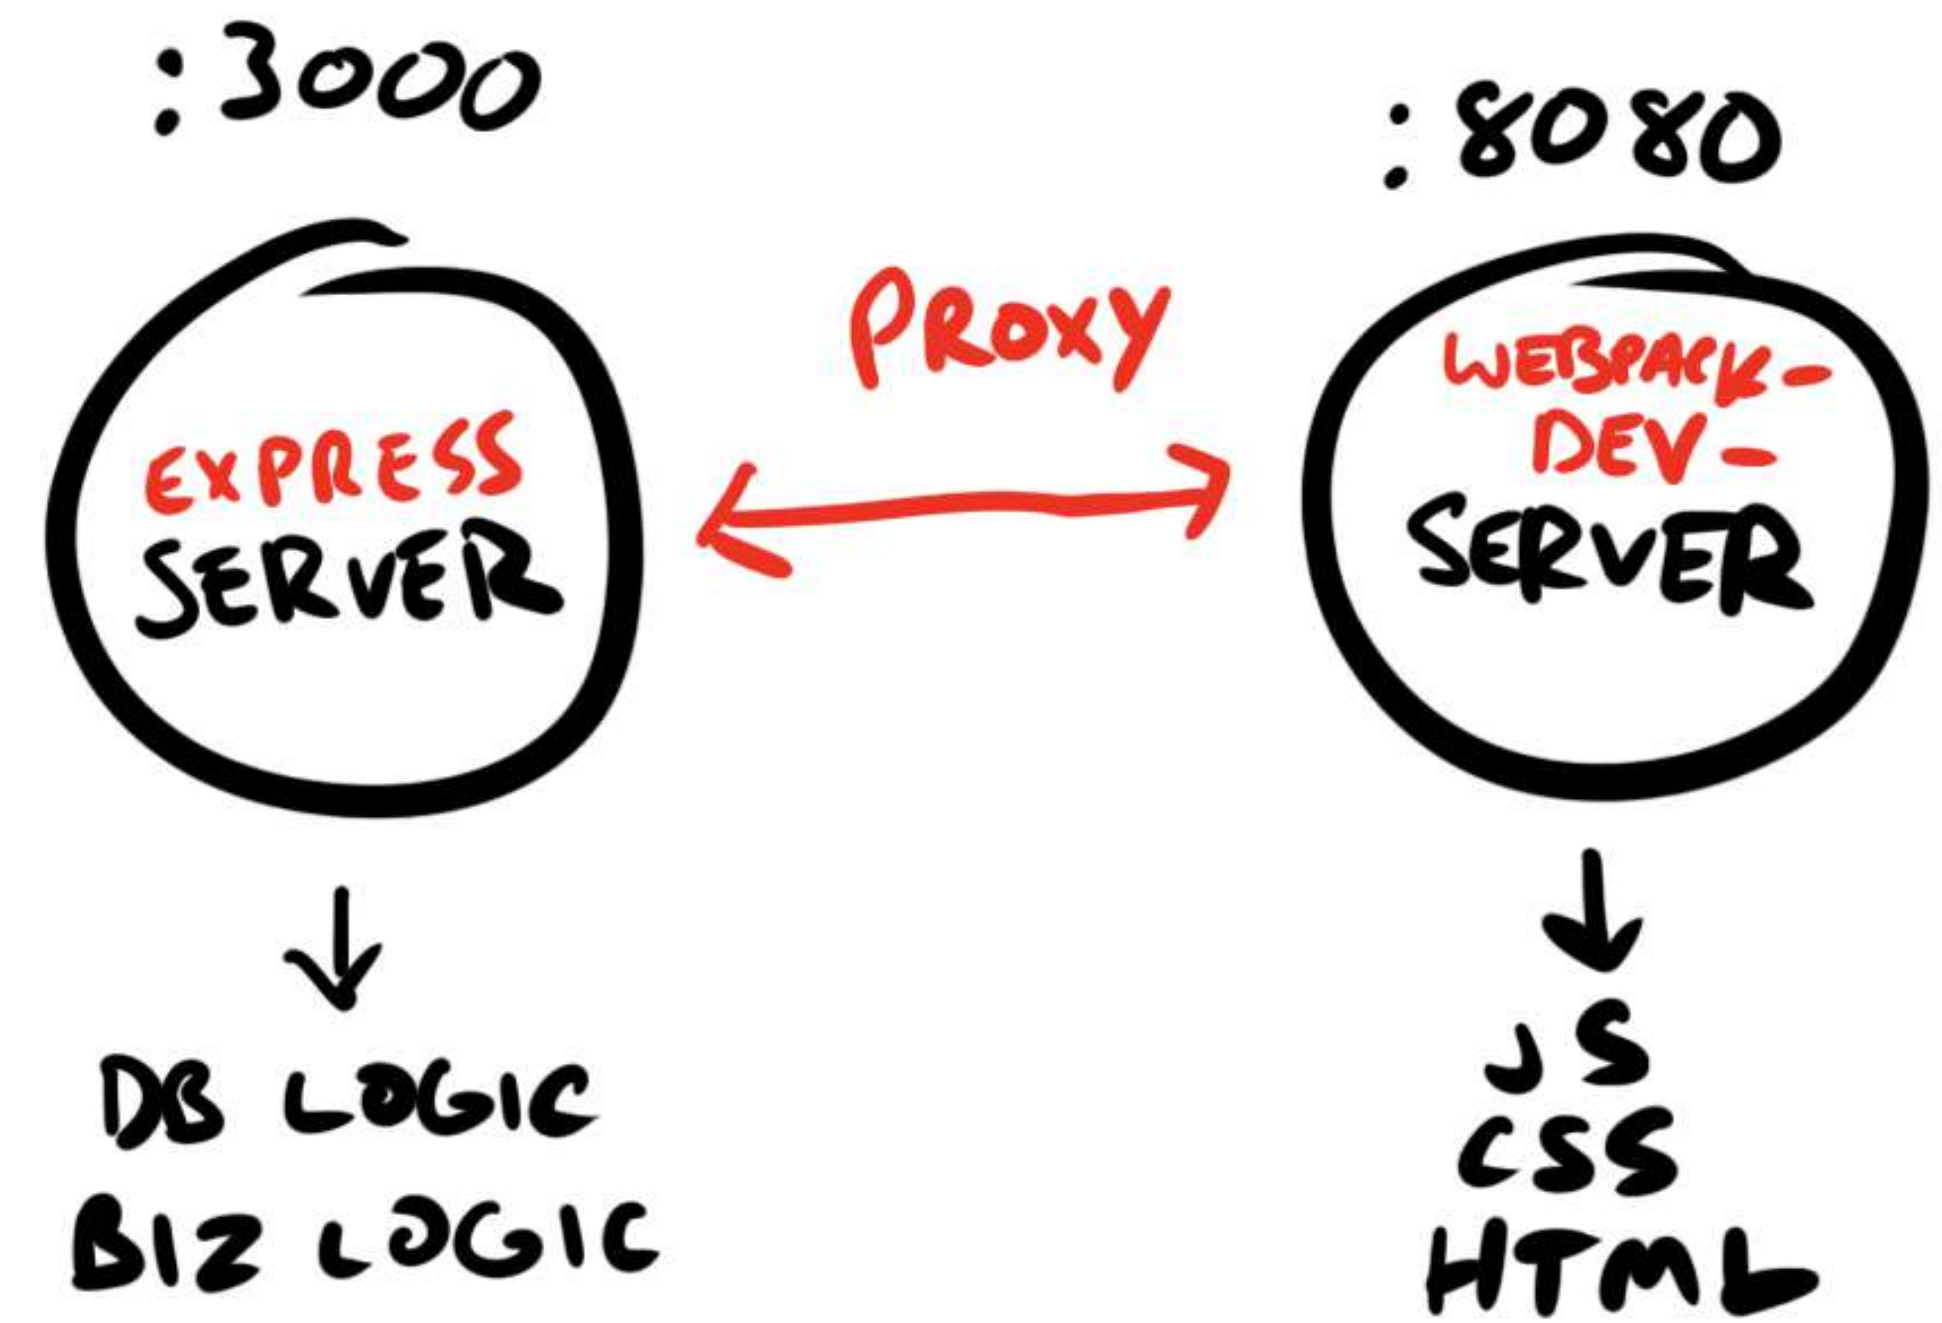 :3000
EXPRESS
SERVER
DB LOGIC
BIZ LOGIC
PROXY
:8080
WEBPACK-
DEV-
SERVER
JS
CSS
HTML